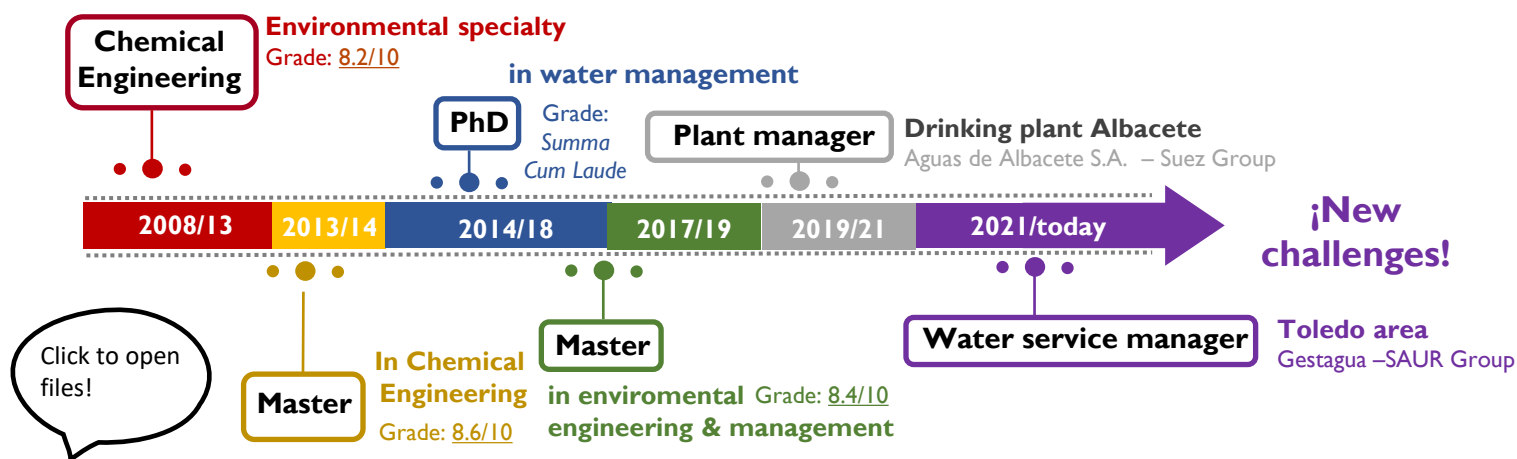 Chemical
Engineering
Environmental specialty
Grade: 8.2/10
in water management
PhD
Grade:
Summa
Cum Laude
Plant manager
Drinking plant Albacete
Aguas de Albacete S.A. – Suez Group
2008/13
2013/14
2014/18
2017/19
2019/21
2021/today
¡New
challenges!
Click to open
files!
Master
In Chemical
Engineering
Grade: 8.6/10
Master
in enviromental Grade: 8.4/10
engineering & management
Water service manager
Toledo area
Gestagua –SAUR Group